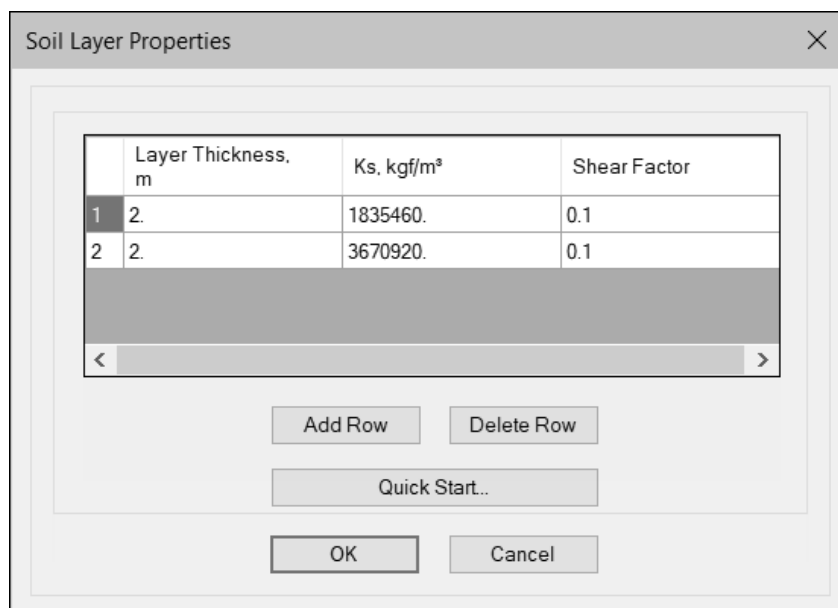 Soil Layer Properties
Layer Thickness, m
Ks, kgf/m³
Shear Factor
1 2. 1835460. 0.1
2 2. 3670920. 0.1
Add Row Delete Row
Quick Start...
OK Cancel